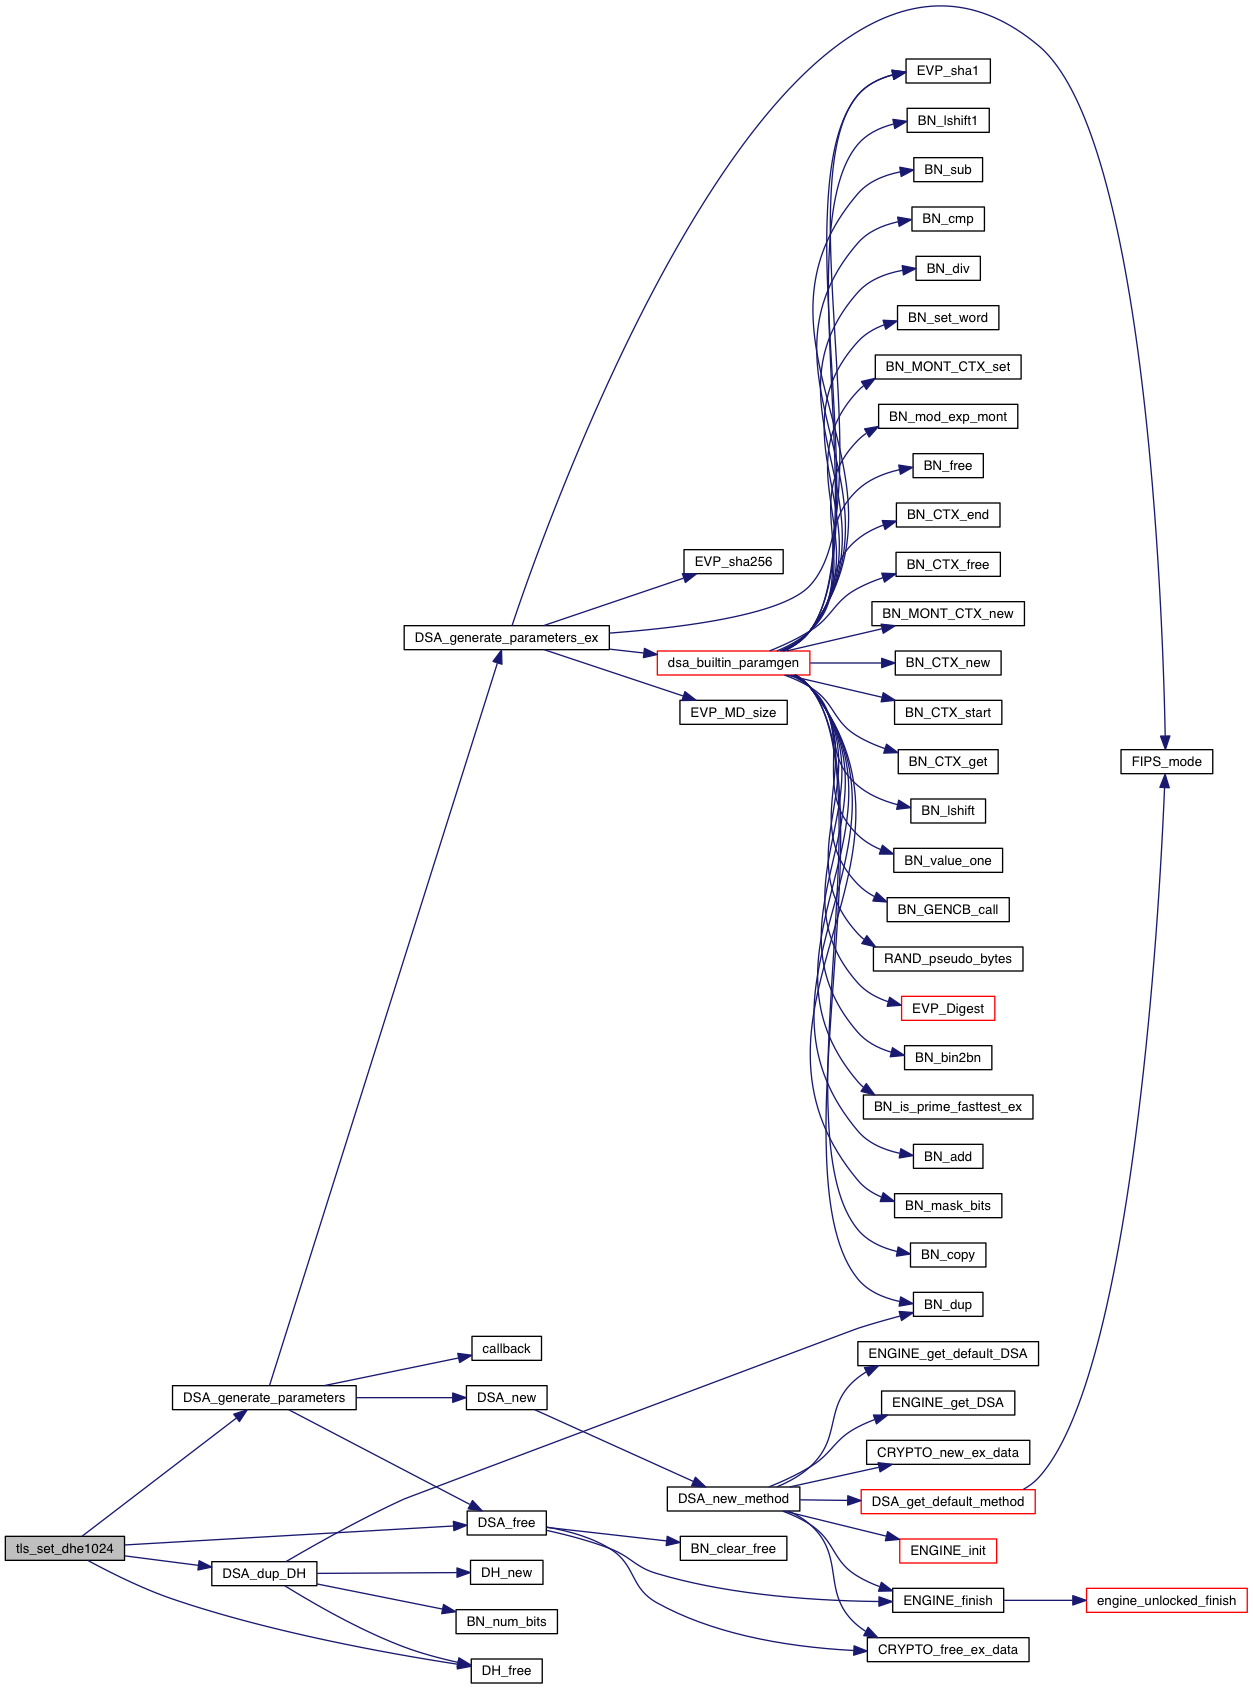 EVP_sha1
BN_lshift1
BN_sub
BN_cmp
BN_div
BN_set_word
BN_MONT_CTX_set
BN_mod_exp_mont
BN_free
BN_CTX_end
EVP_sha256
BN_CTX_free
BN_MONT_CTX_new
DSA_generate_parameters_ex
dsa_builtin_paramgen
BN_CTX_new
EVP_MD_size
BN_CTX_start
BN_CTX_get
FIPS_mode
BN_lshift
BN_value_one
BN_GENCB_call
RAND_pseudo_bytes
EVP_Digest
BN_bin2bn
BN_is_prime_fasttest_ex
BN_add
BN_mask_bits
BN_copy
BN_dup
callback
ENGINE_get_default_DSA
DSA_generate_parameters
DSA_new
ENGINE_get_DSA
CRYPTO_new_ex_data
DSA_new_method
DSA_get_default_method
DSA_free
tls_set_dhe1024
BN_clear_free
ENGINE_init
DSA_dup_DH
DH_new
ENGINE_finish
engine_unlocked_finish
BN_num_bits
CRYPTO_free_ex_data
DH_free